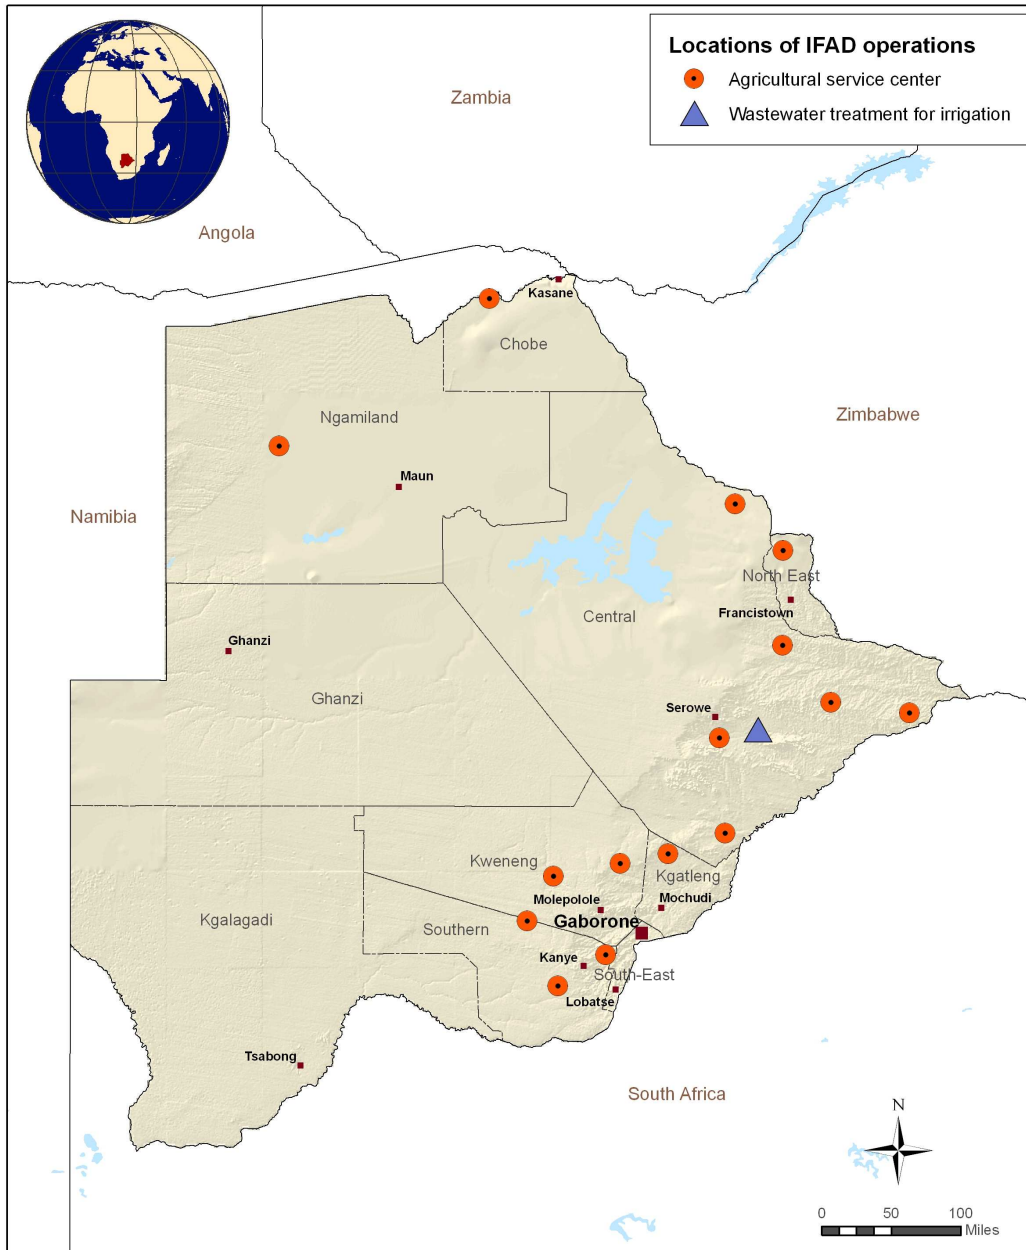 Locations of IFAD operations
Agricultural service center
Wastewater treatment for irrigation
Zambia
Angola
Kasane
Chobe
Ngamiland
Zimbabwe
Maun
Namibia
North East
Francistown
Central
Ghanzi
Ghanzi
Serowe
Kweneng
Kgatleng
Molepolole
Mochudi
Kgalagadi
Southern
Gaborone
Kanye
South-East
Lobatse
Tsabong
South Africa
N
0 50 100
Miles